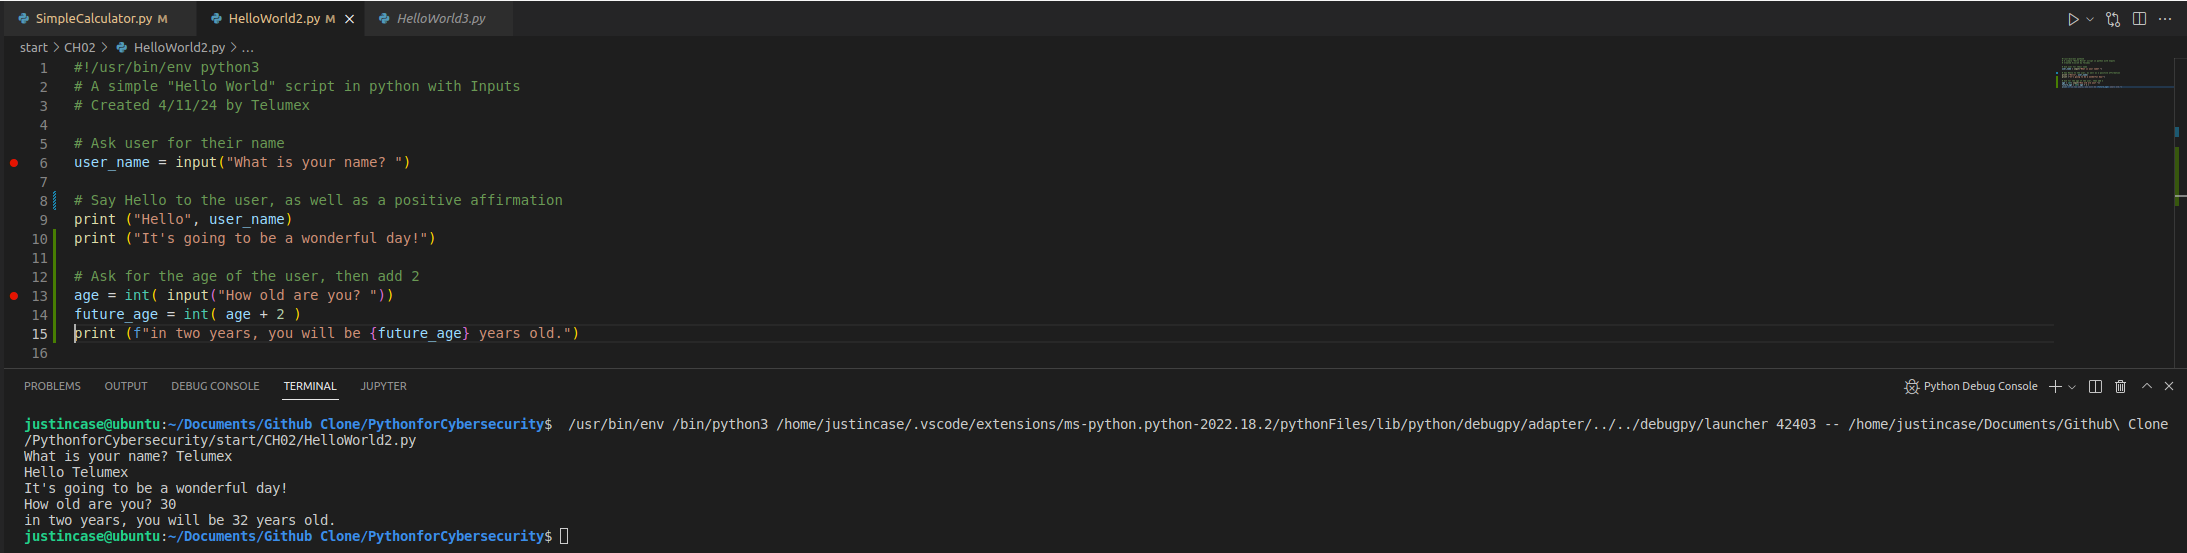 SimpleCalculator.py M HelloWorld2.py M HelloWorld3.py
start > CH02 > HelloWorld2.py > ...
1 #!/usr/bin/env python3
2 # A simple "Hello World" script in python with Inputs
3 # Created 4/11/24 by Telumex
4
5 # Ask user for their name
6 user_name = input("What is your name? ")
7
8 # Say Hello to the user, as well as a positive affirmation
9 print ("Hello", user_name)
10 print ("It's going to be a wonderful day!")
11
12 # Ask for the age of the user, then add 2
13 age = int( input("How old are you? "))
14 future_age = int( age + 2 )
15 print (f"in two years, you will be {future_age} years old.")
16
PROBLEMS OUTPUT DEBUG CONSOLE TERMINAL JUPYTER Python Debug Console
justincase@ubuntu:~/Documents/Github Clone/PythonforCybersecurity$  /usr/bin/env /bin/python3 /home/justincase/.vscode/extensions/ms-python.python-2022.18.2/pythonFiles/lib/python/debugpy/adapter/../../debugpy/launcher 42403 -- /home/justincase/Documents/Github\ Clone
/PythonforCybersecurity/start/CH02/HelloWorld2.py
What is your name? Telumex
Hello Telumex
It's going to be a wonderful day!
How old are you? 30
in two years, you will be 32 years old.
justincase@ubuntu:~/Documents/Github Clone/PythonforCybersecurity$